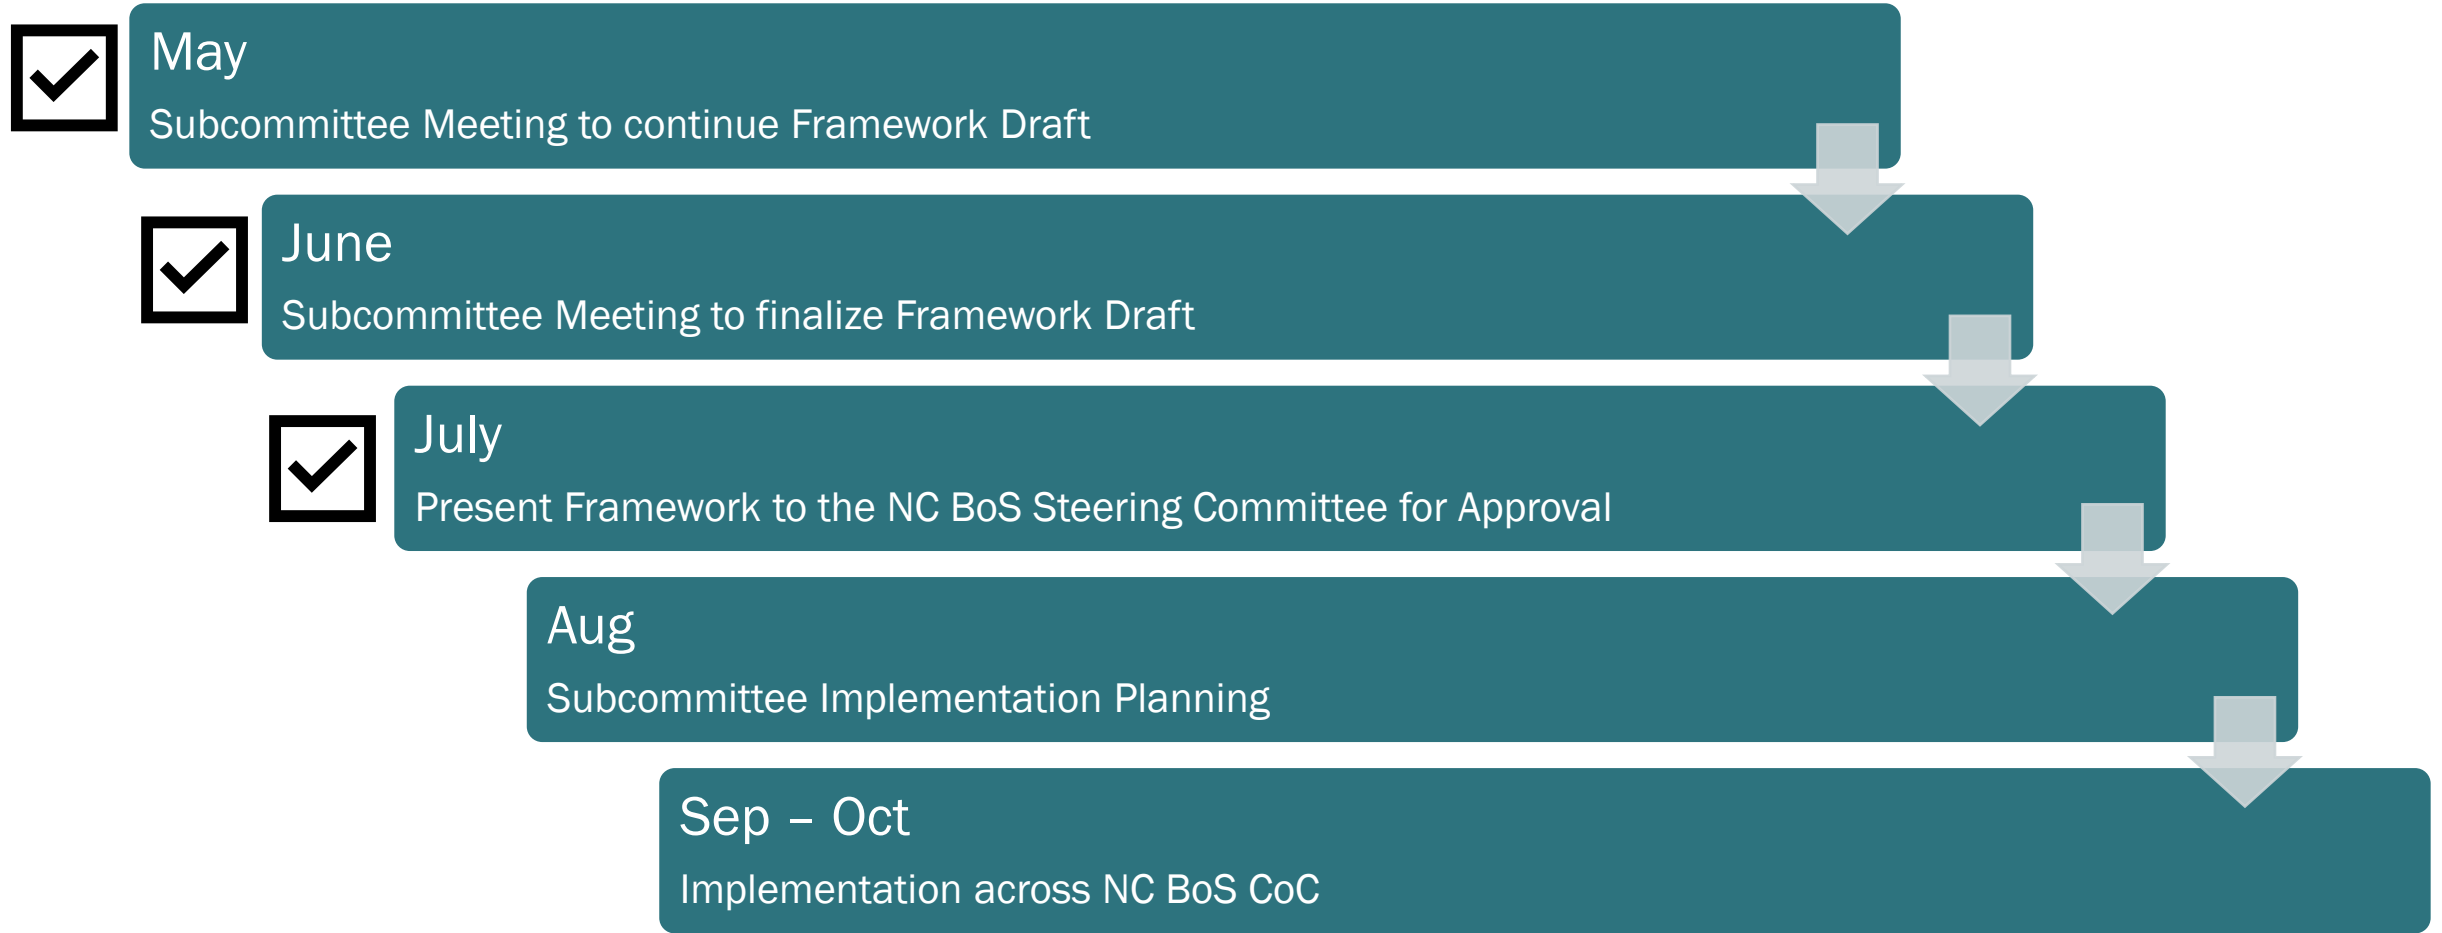 May
Subcommittee Meeting to continue Framework Draft
June
Subcommittee Meeting to finalize Framework Draft
July
Present Framework to the NC BoS Steering Committee for Approval
Aug
Subcommittee Implementation Planning
Sep – Oct
Implementation across NC BoS CoC